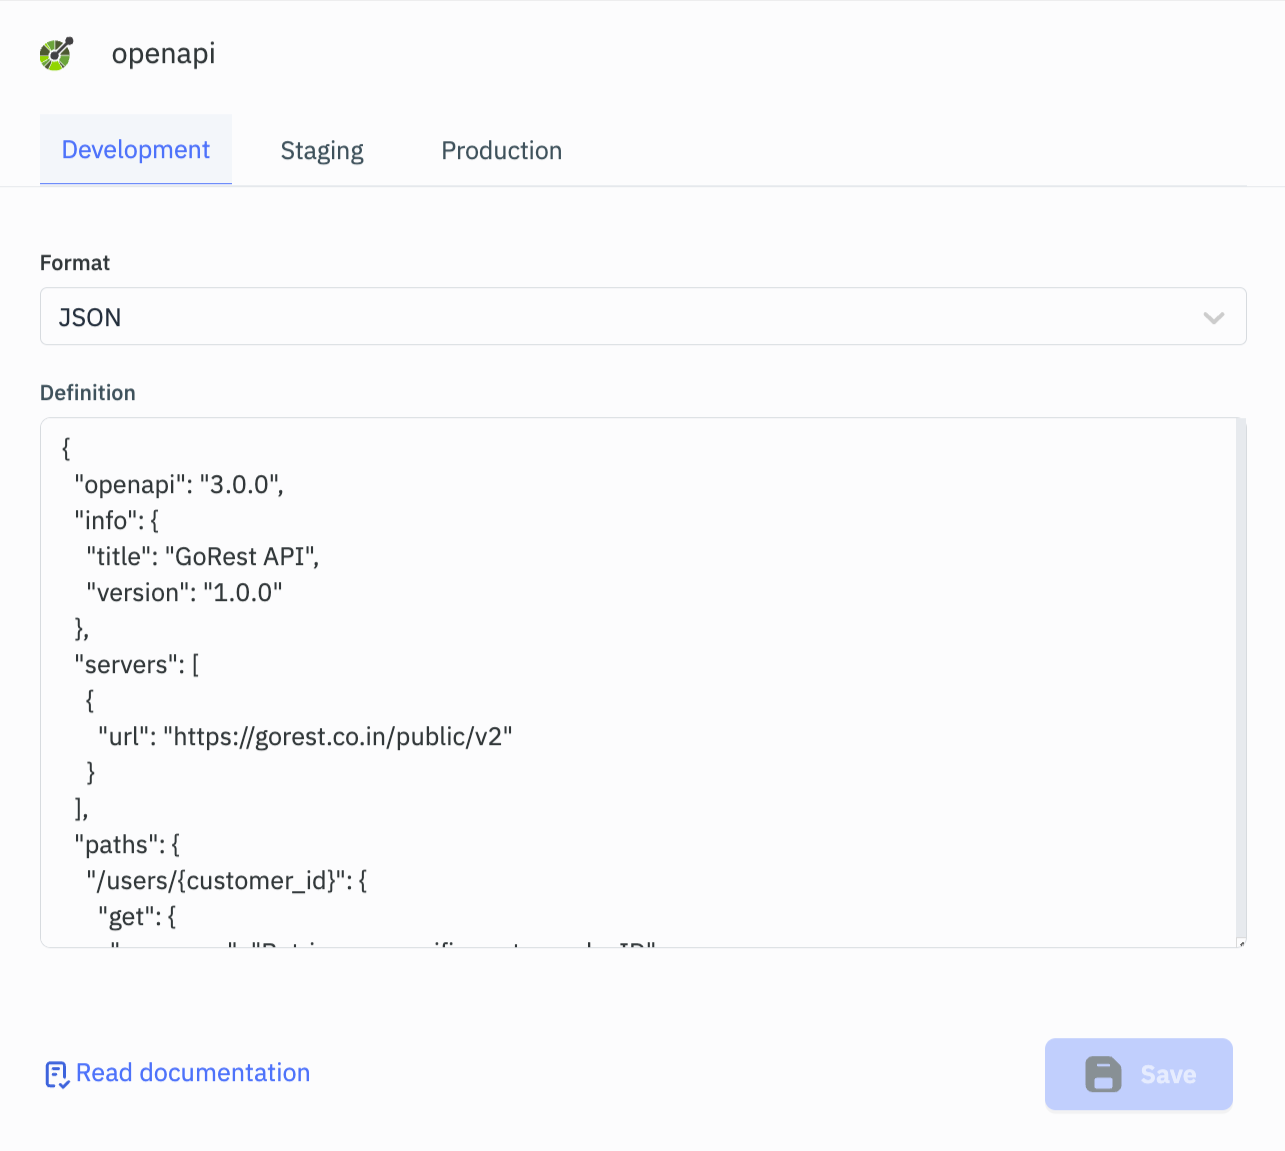 openapi
Development Staging Production
Format
JSON
Definition
{
"openapi": "3.0.0",
"info": {
"title": "GoRest API",
"version": "1.0.0"
},
"servers": [
{
"url": "https://gorest.co.in/public/v2"
}
],
"paths": {
"/users/{customer_id}": {
"get": {
Read documentation
Save